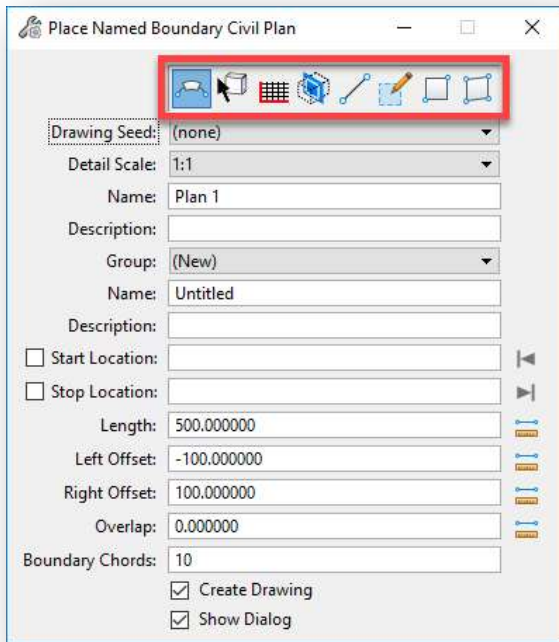 Place Named Boundary Civil Plan
Drawing Seed: (none)
Detail Scale: 1:1
Name: Plan 1
Description:
Group: (New)
Name: Untitled
Description:
Start Location:
Stop Location:
Length: 500.000000
Left Offset: -100.000000
Right Offset: 100.000000
Overlap: 0.000000
Boundary Chords: 10
Create Drawing
Show Dialog